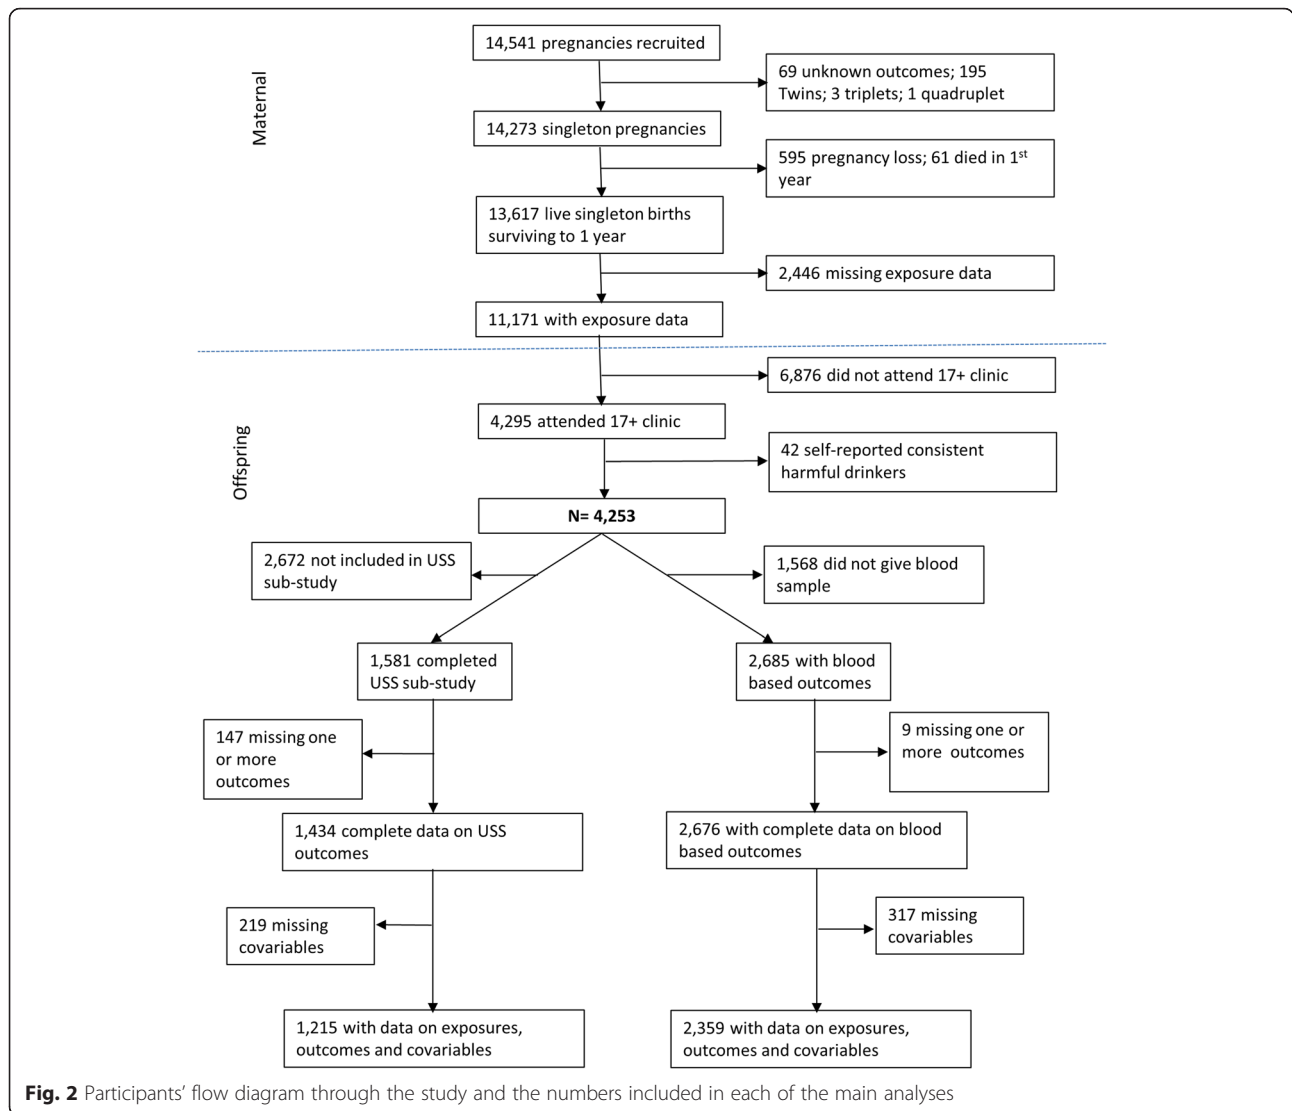 14,541 pregnancies recruited
69 unknown outcomes; 195
Twins; 3 triplets; 1 quadruplet
Maternal
14,273 singleton pregnancies
595 pregnancy loss; 61 died in 1st
year
13,617 live singleton births
surviving to 1 year
2,446 missing exposure data
11,171 with exposure data
6,876 did not attend 17+ clinic
4,295 attended 17+ clinic
Offspring
42 self-reported consistent
harmful drinkers
N= 4,253
2,672 not included in USS
sub-study
1,568 did not give blood
sample
1,581 completed
USS sub-study
2,685 with blood
based outcomes
147 missing one
or more
outcomes
9 missing one or
more outcomes
1,434 complete data on USS
outcomes
2,676 with complete data on blood
based outcomes
219 missing
covariables
317 missing
covariables
1,215 with data on exposures,
outcomes and covariables
2,359 with data on exposures,
outcomes and covariables
Fig. 2 Participants' flow diagram through the study and the numbers included in each of the main analyses